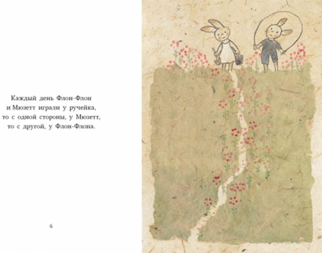 Каждый день Флон-Флон
и Мюзетт играли у ручейка,
то с одной стороны, у Мюзетт,
то с другой, у Флон-Флона.
6